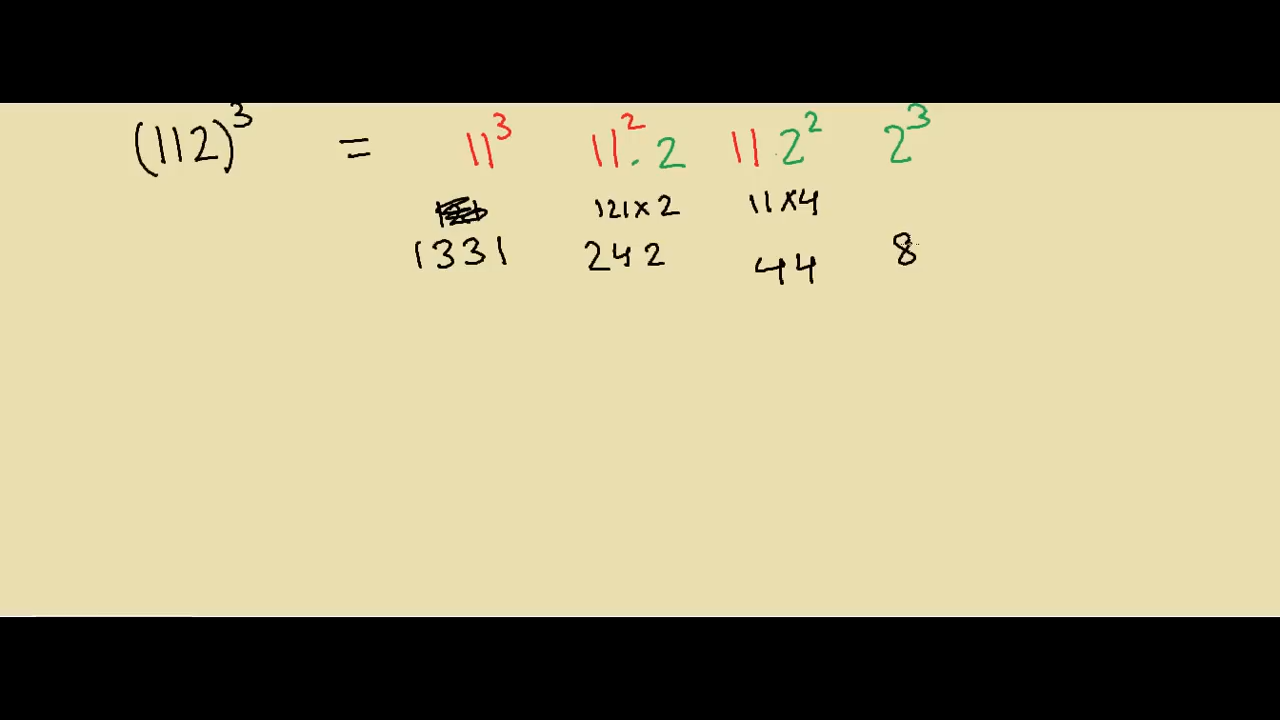 (112)³ = 11³ 11².2 11.2² 2³
121×2 11×4
1331 242 44 8